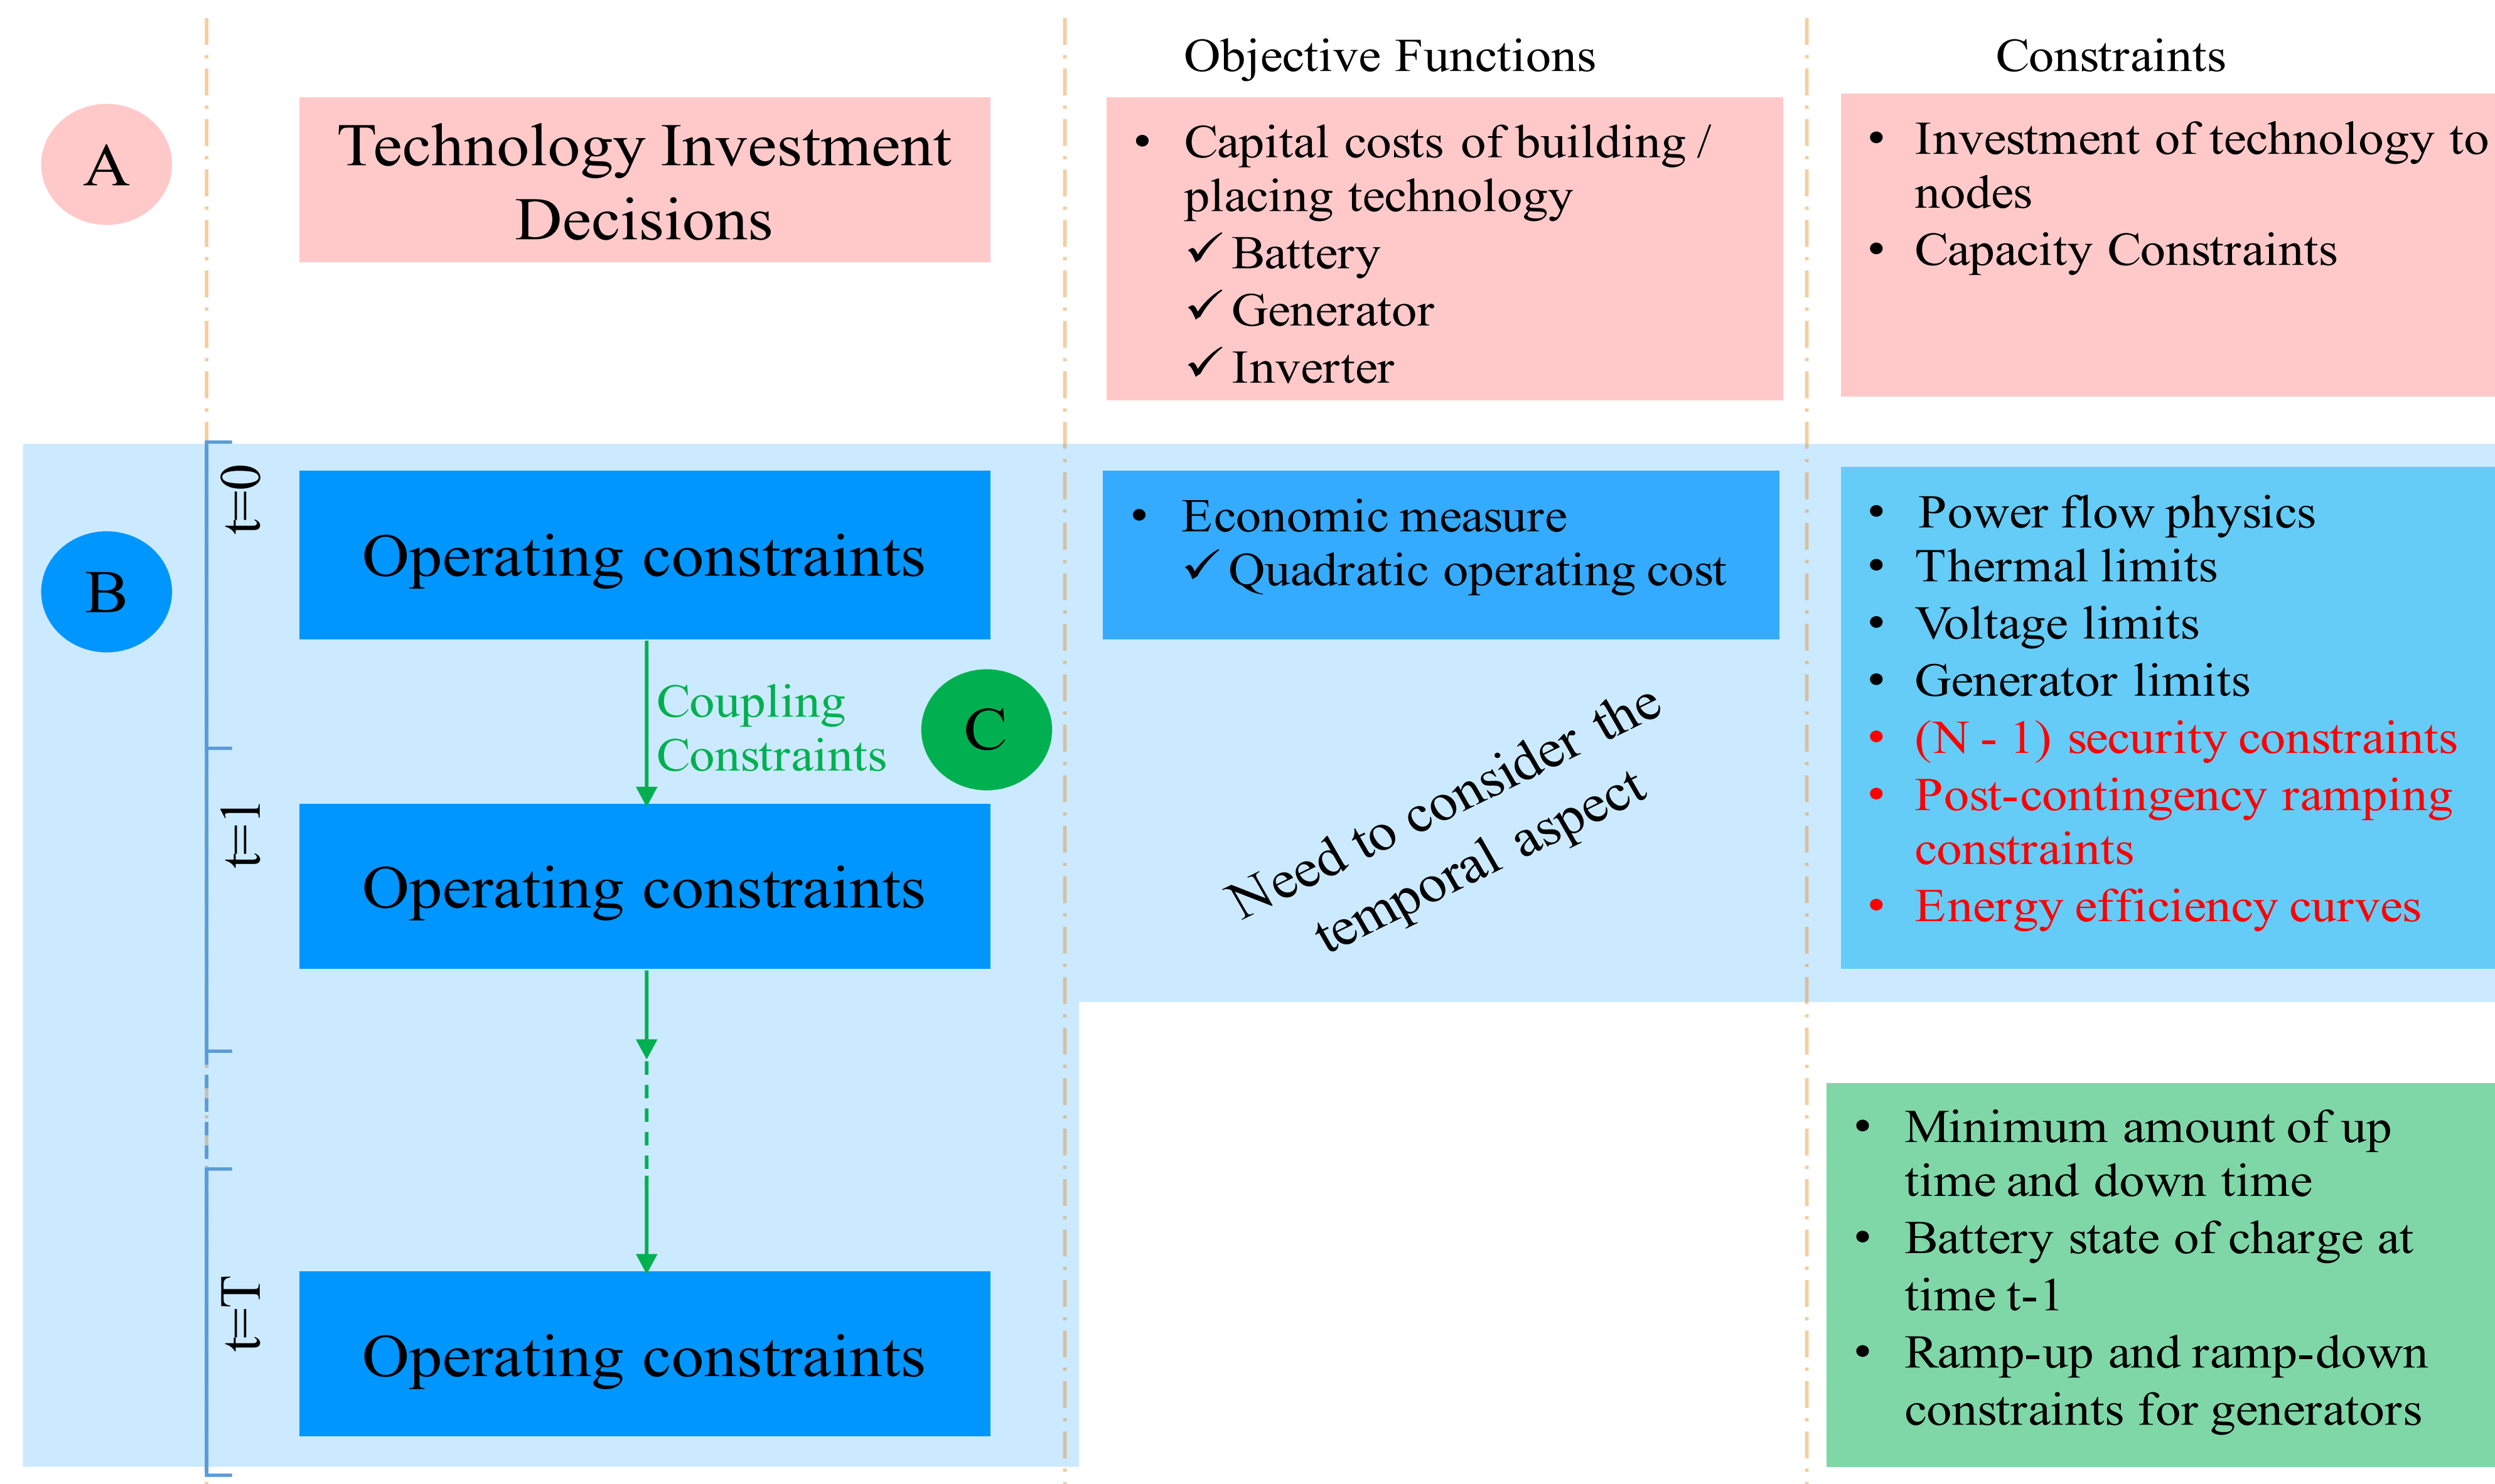 Objective Functions
Constraints
A
Technology Investment
Decisions
• Capital costs of building /
placing technology
✓ Battery
✓ Generator
✓ Inverter
• Investment of technology to
nodes
• Capacity Constraints
B
t=0
Operating constraints
• Economic measure
✓ Quadratic operating cost
• Power flow physics
• Thermal limits
• Voltage limits
• Generator limits
• (N - 1) security constraints
• Post-contingency ramping
constraints
• Energy efficiency curves
Coupling
Constraints
C
Need to consider the
temporal aspect
t=1
Operating constraints
t=T
Operating constraints
• Minimum amount of up
time and down time
• Battery state of charge at
time t-1
• Ramp-up and ramp-down
constraints for generators